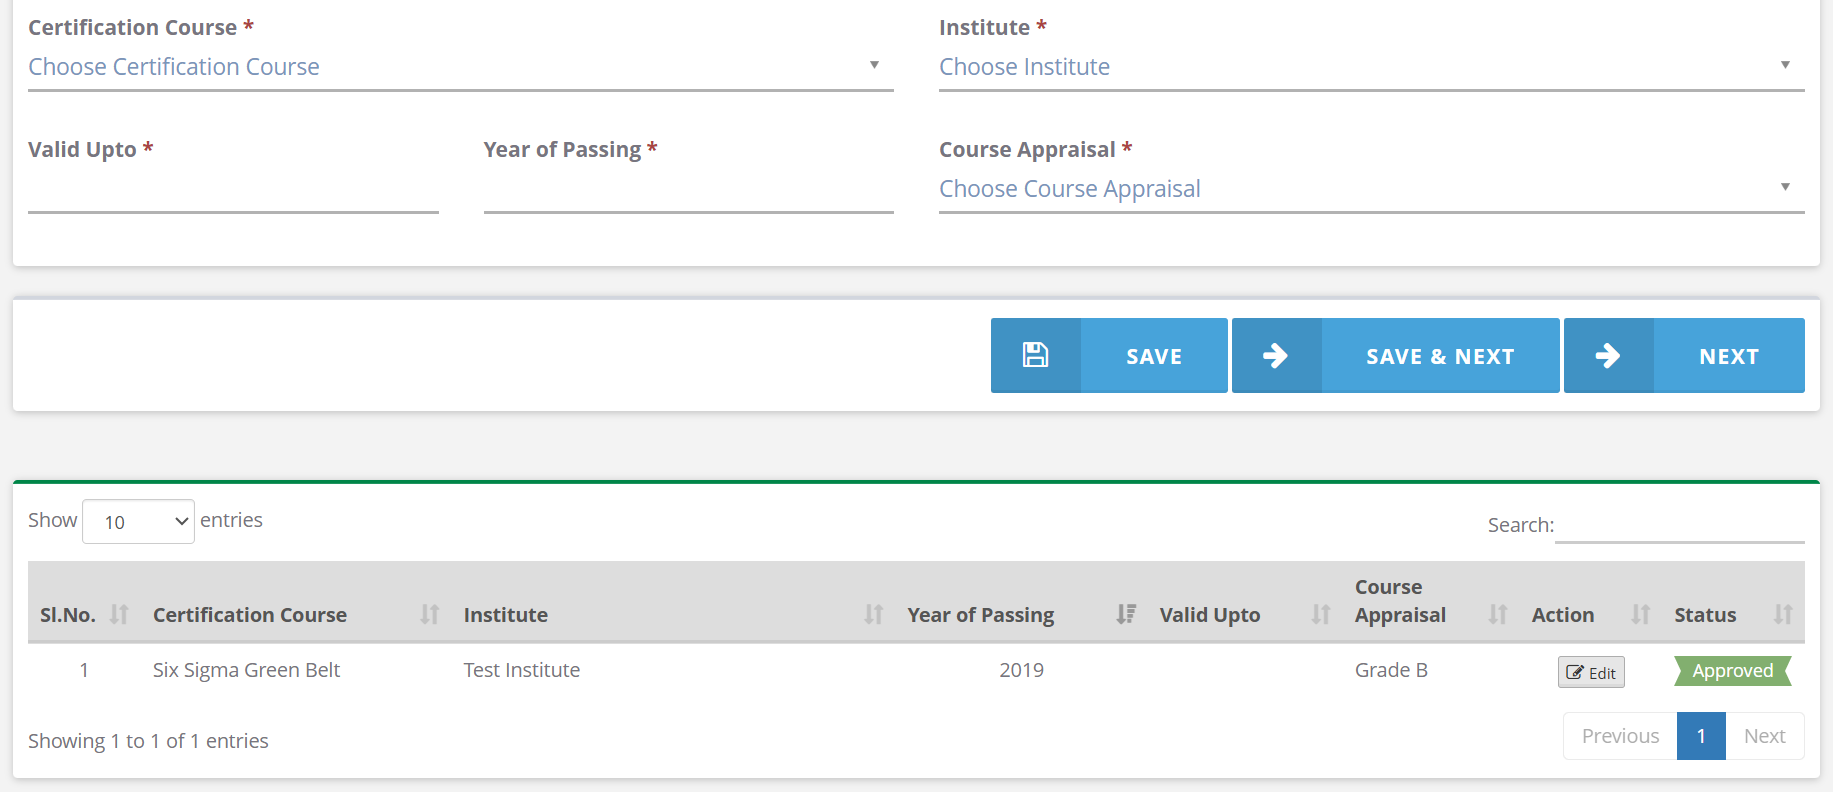 Certification Course * Institute *
Choose Certification Course Choose Institute
Valid Upto * Year of Passing * Course Appraisal *
Choose Course Appraisal
SAVE SAVE & NEXT NEXT
Show 10 entries Search:
Sl.No. Certification Course Institute Year of Passing Valid Upto Course Appraisal Action Status
1 Six Sigma Green Belt Test Institute 2019 Grade B Edit Approved
Showing 1 to 1 of 1 entries Previous 1 Next